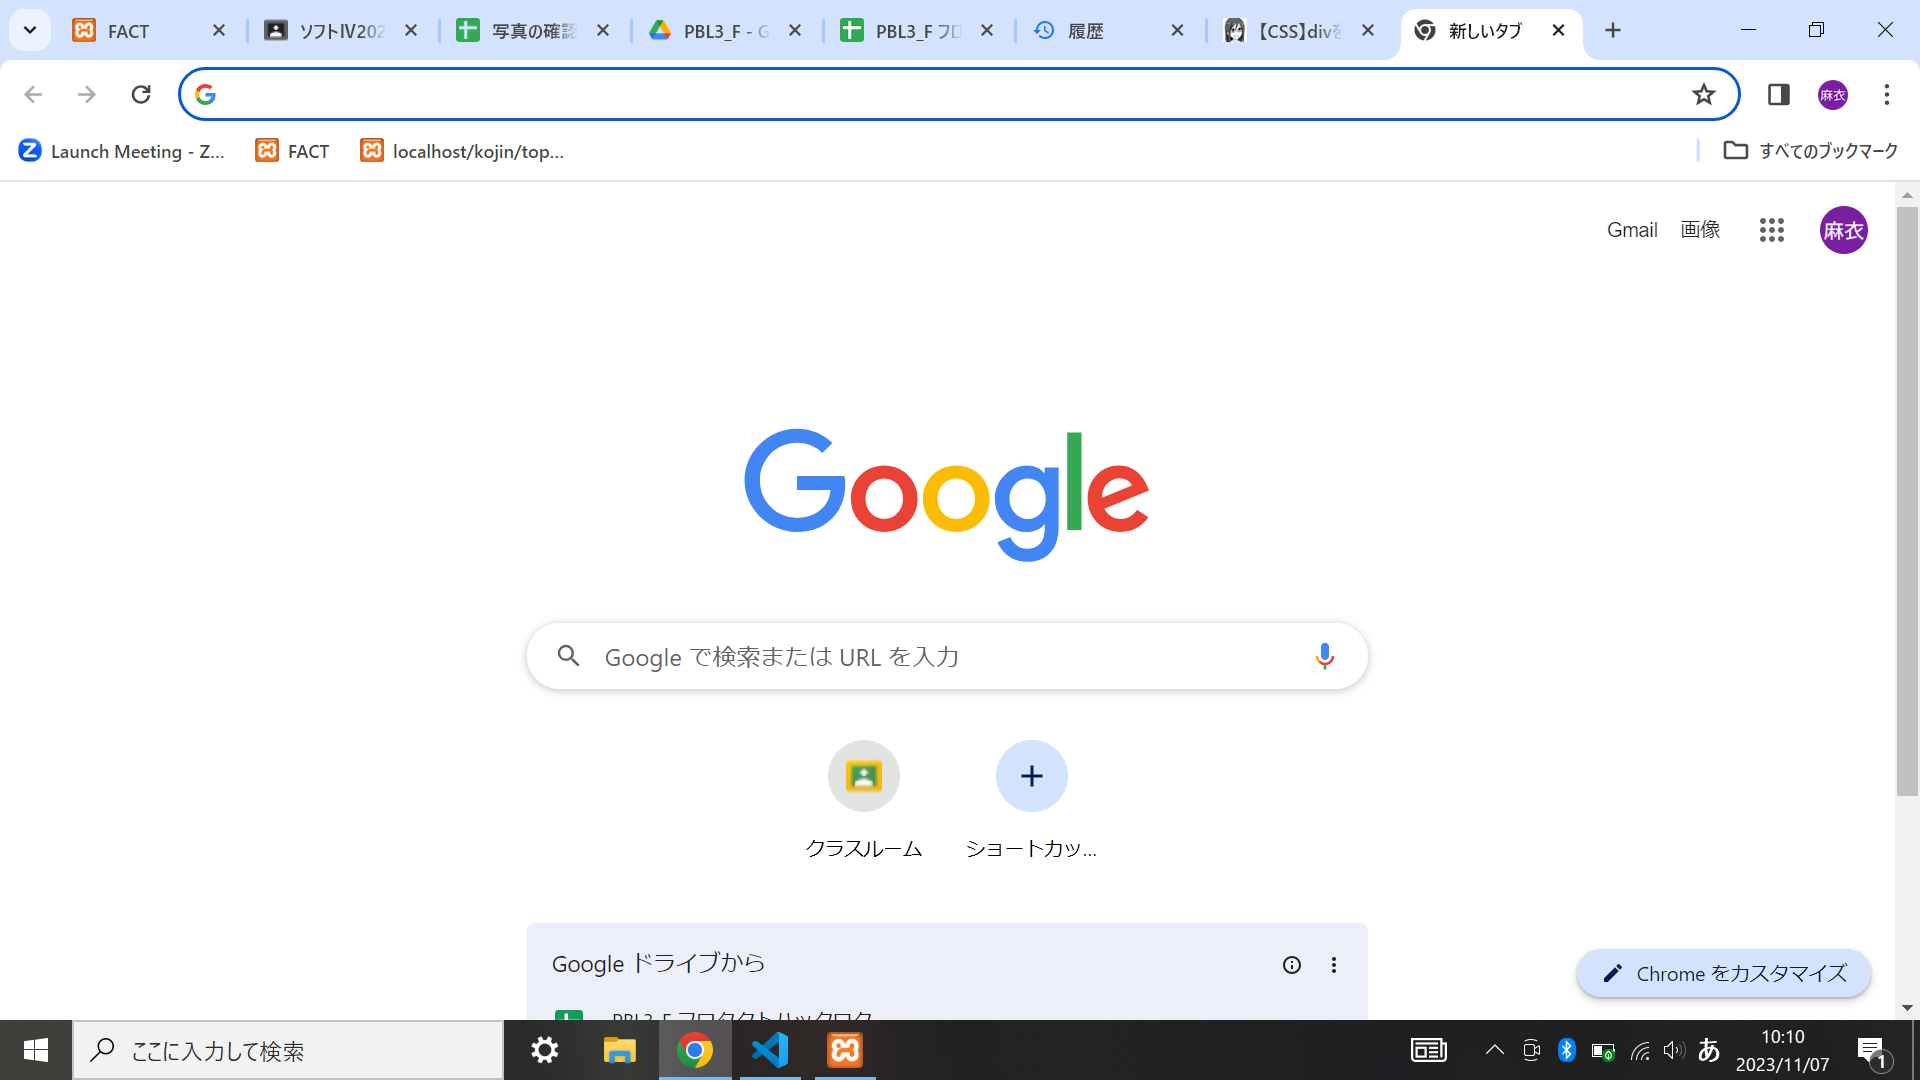 FACT
ソフトⅣ202
写真の確認
PBL3_F - G
PBL3_F フロ
履歴
【CSS】divを
新しいタブ
麻衣
Launch Meeting - Z...
FACT
localhost/kojin/top...
すべてのブックマーク
Gmail
画像
麻衣
Google
Google で検索または URL を入力
クラスルーム
ショートカッ...
Google ドライブから
Chrome をカスタマイズ
ここに入力して検索
あ
10:10
2023/11/07
1